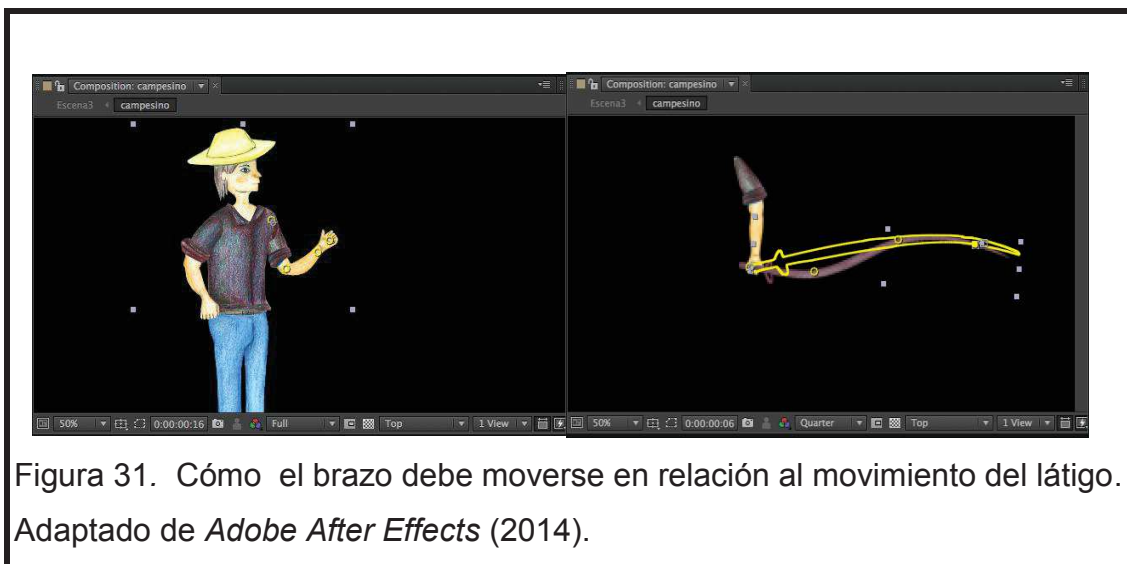 Composition: campesino
Escena3 campesino
50% 0:00:00:16 Full Top 1 View
Composition: campesino
Escena3 campesino
50% 0:00:00:06 Quarter Top 1 View
Figura 31. Cómo el brazo debe moverse en relación al movimiento del látigo.
Adaptado de Adobe After Effects (2014).